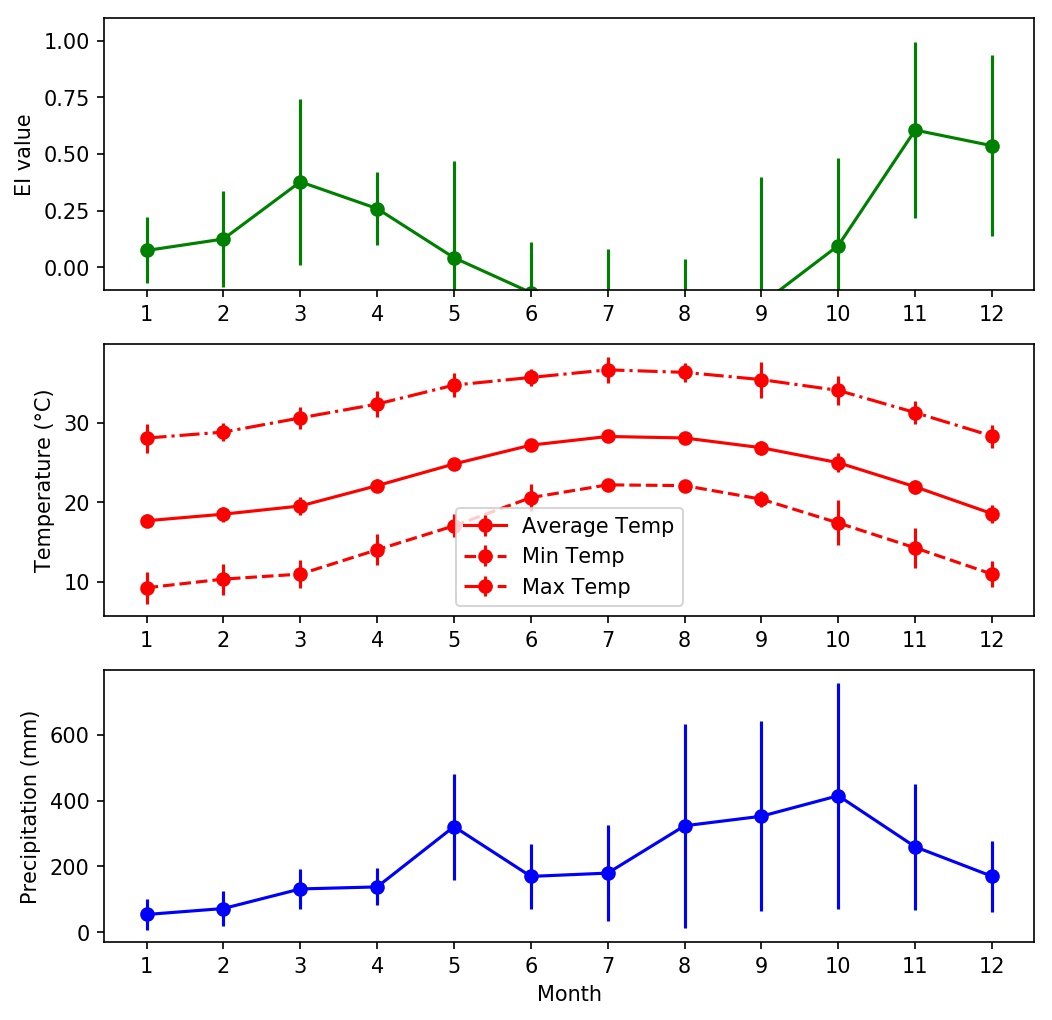 EI value
1.00
0.75
0.50
0.25
0.00
1 2 3 4 5 6 7 8 9 10 11 12
Temperature (°C)
30
20
10
Average Temp
Min Temp
Max Temp
1 2 3 4 5 6 7 8 9 10 11 12
Precipitation (mm)
600
400
200
0
1 2 3 4 5 6 7 8 9 10 11 12
Month